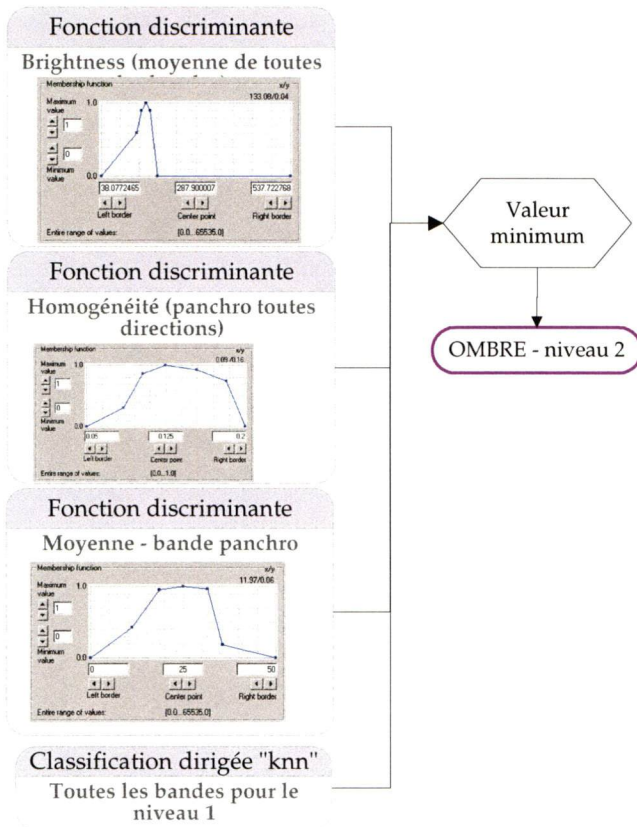 Fonction discriminante
Brightness (moyenne de toutes
Membership function
x/y
133.08/0.04
Maximum value
1.0
1
0
Minimum value
0.0
38.0772465
287.900007
537.722768
Left border
Center point
Right border
Entire range of values:
[0.0...65535.0]
Fonction discriminante
Homogénéité (panchro toutes
directions)
Membership function
x/y
0.09/0.16
Maximum value
1.0
1
0
Minimum value
0.0
0.05
0.125
0.2
Left border
Center point
Right border
Entire range of values:
[0.0...1.0]
Fonction discriminante
Moyenne - bande panchro
Membership function
x/y
11.97/0.06
Maximum value
1.0
1
0
Minimum value
0.0
0
25
50
Left border
Center point
Right border
Entire range of values:
[0.0...65535.0]
Classification dirigée "knn"
Toutes les bandes pour le
niveau 1
Valeur
minimum
OMBRE - niveau 2